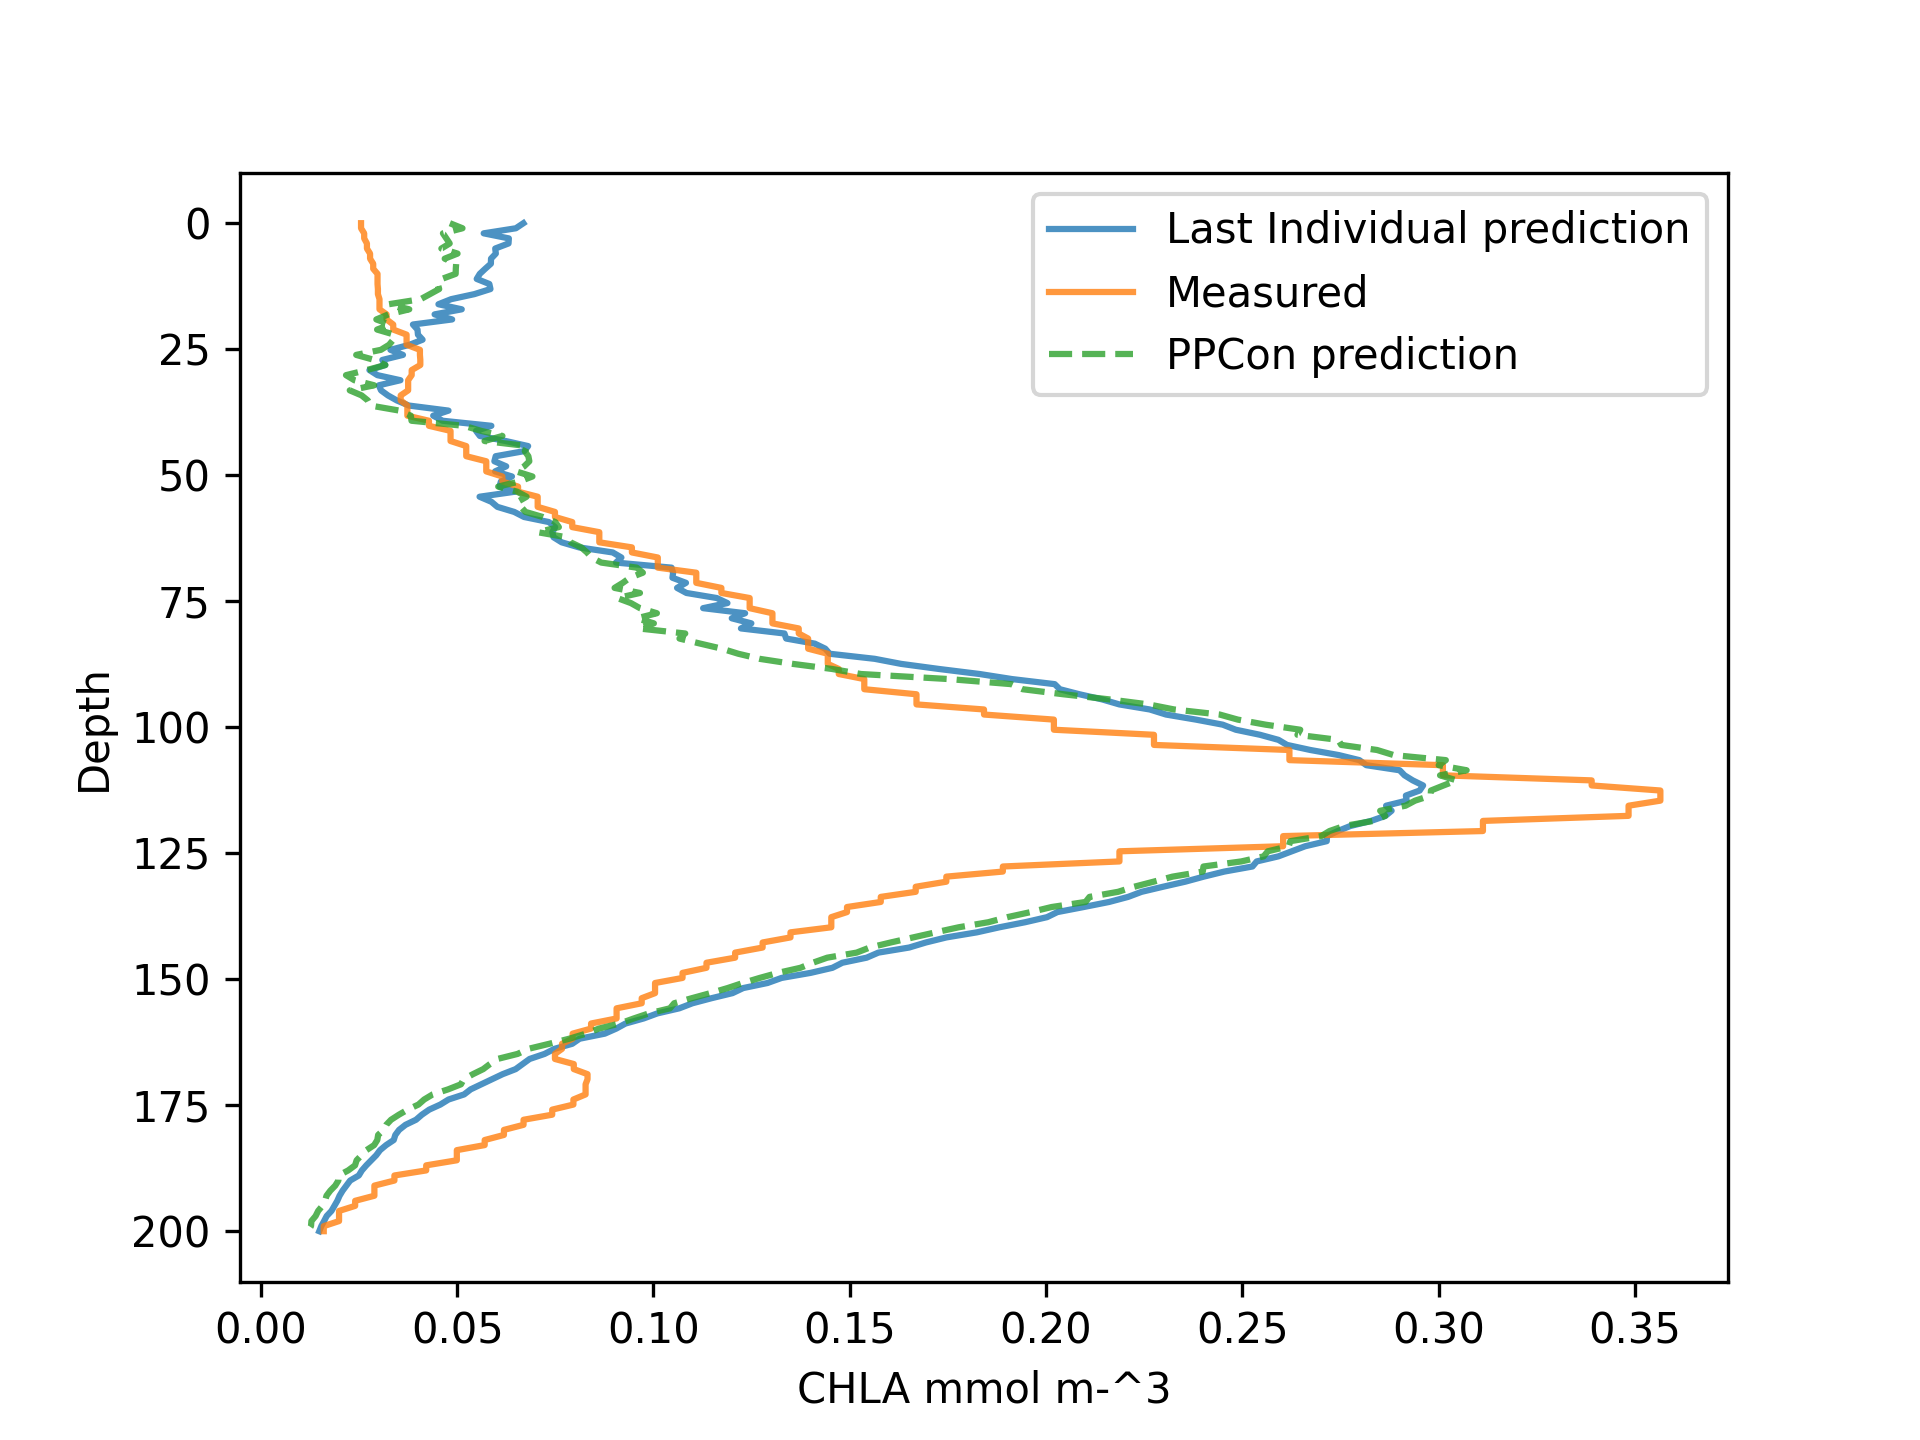 Last Individual prediction
Measured
PPCon prediction
0
25
50
75
100
125
150
175
200
Depth
0.00 0.05 0.10 0.15 0.20 0.25 0.30 0.35
CHLA mmol m-^3